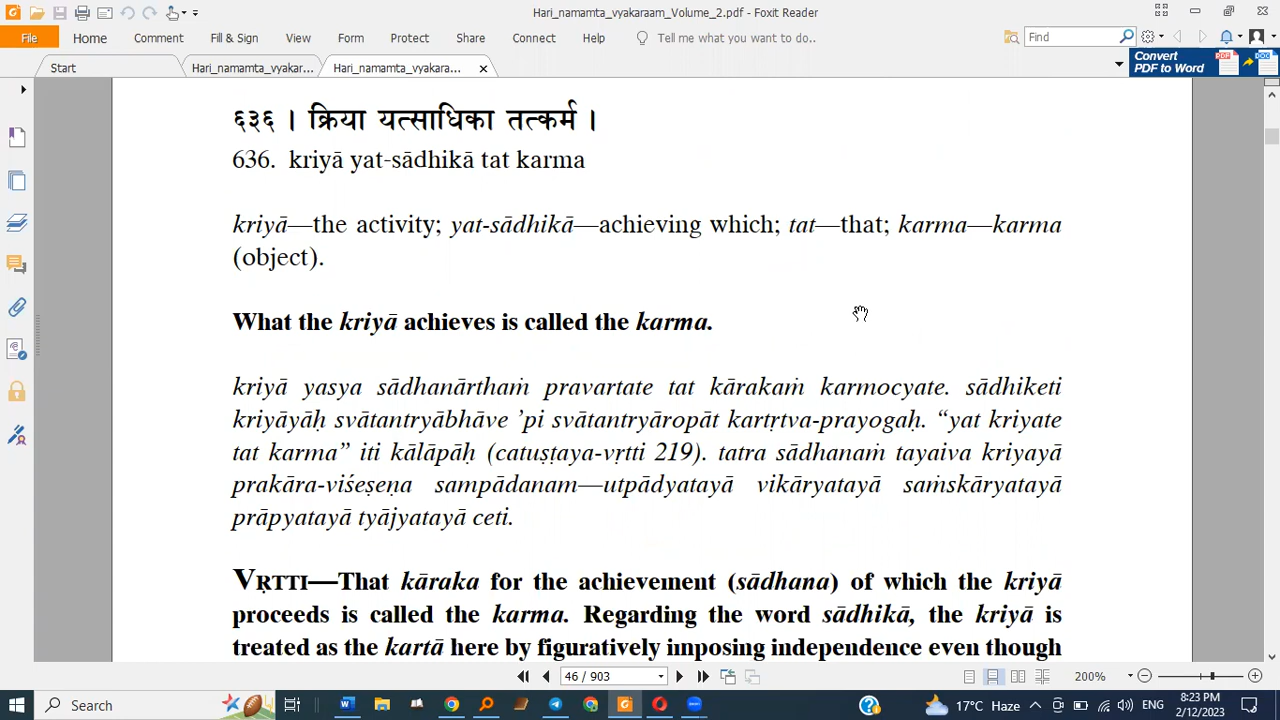 Hari_namamta_vyakaraam_Volume_2.pdf - Foxit Reader
File Home Comment Fill & Sign View Form Protect Share Connect Help Tell me what you want to do.. Find
Start Hari_namamta_vyakar... Hari_namamta_vyakara... Convert PDF to Word
६३६ । क्रिया यत्साधिका तत्कर्म ।
636. kriyā yat-sādhikā tat karma
kriyā—the activity; yat-sādhikā—achieving which; tat—that; karma—karma
(object).
What the kriyā achieves is called the karma.
kriyā yasya sādhanārthaṁ pravartate tat kārakaṁ karmocyate. sādhiketi
kriyāyāḥ svātantryābhāve ’pi svātantryāropāt kartṛtva-prayogaḥ. “yat kriyate
tat karma” iti kālāpāḥ (catuṣṭaya-vṛtti 219). tatra sādhanaṁ tayaiva kriyayā
prakāra-viśeṣeṇa sampādanam—utpādyatayā vikāryatayā saṁskāryatayā
prāpyatayā tyājyatayā ceti.
VṚTTI—That kāraka for the achievement (sādhana) of which the kriyā
proceeds is called the karma. Regarding the word sādhikā, the kriyā is
treated as the kartā here by figuratively inposing independence even though
46 / 903 200%
Search 17°C Haze ENG 8:23 PM
2/12/2023